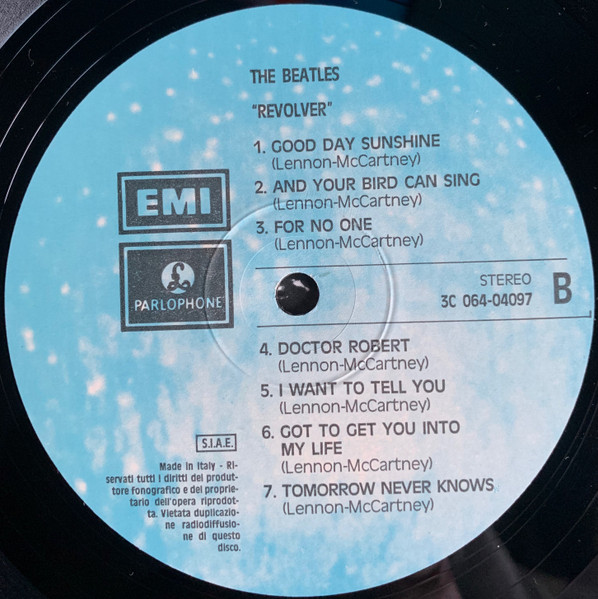 THE BEATLES
"REVOLVER"
1. GOOD DAY SUNSHINE
(Lennon-McCartney)
2. AND YOUR BIRD CAN SING
(Lennon-McCartney)
3. FOR NO ONE
(Lennon-McCartney)
EMI
PARLOPHONE
STEREO
3C 064-04097
B
4. DOCTOR ROBERT
(Lennon-McCartney)
5. I WANT TO TELL YOU
(Lennon-McCartney)
6. GOT TO GET YOU INTO
MY LIFE
(Lennon-McCartney)
7. TOMORROW NEVER KNOWS
(Lennon-McCartney)
S.I.A.E.
Made in Italy - Ri-
servati tutti i diritti del produt-
tore fonografico e del proprie-
tario dell'opera riprodot-
ta. Vietata duplicazio-
ne radiodiffusio-
ne di questo
disco.